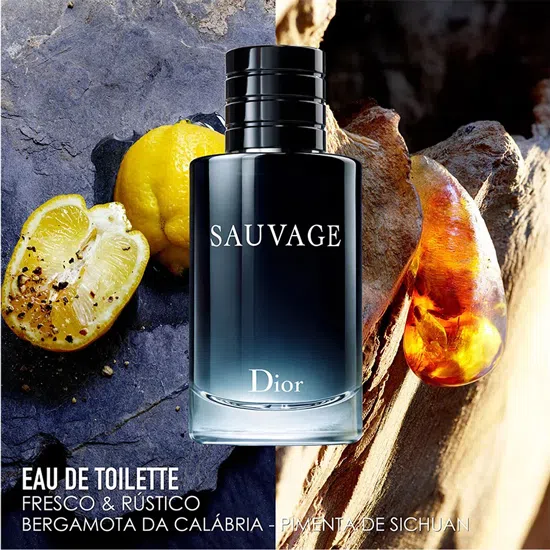 SAUVAGE
Dior
EAU DE TOILETTE
FRESCO & RÚSTICO
BERGAMOTA DA CALÁBRIA - PIMENTA DE SICHUAN